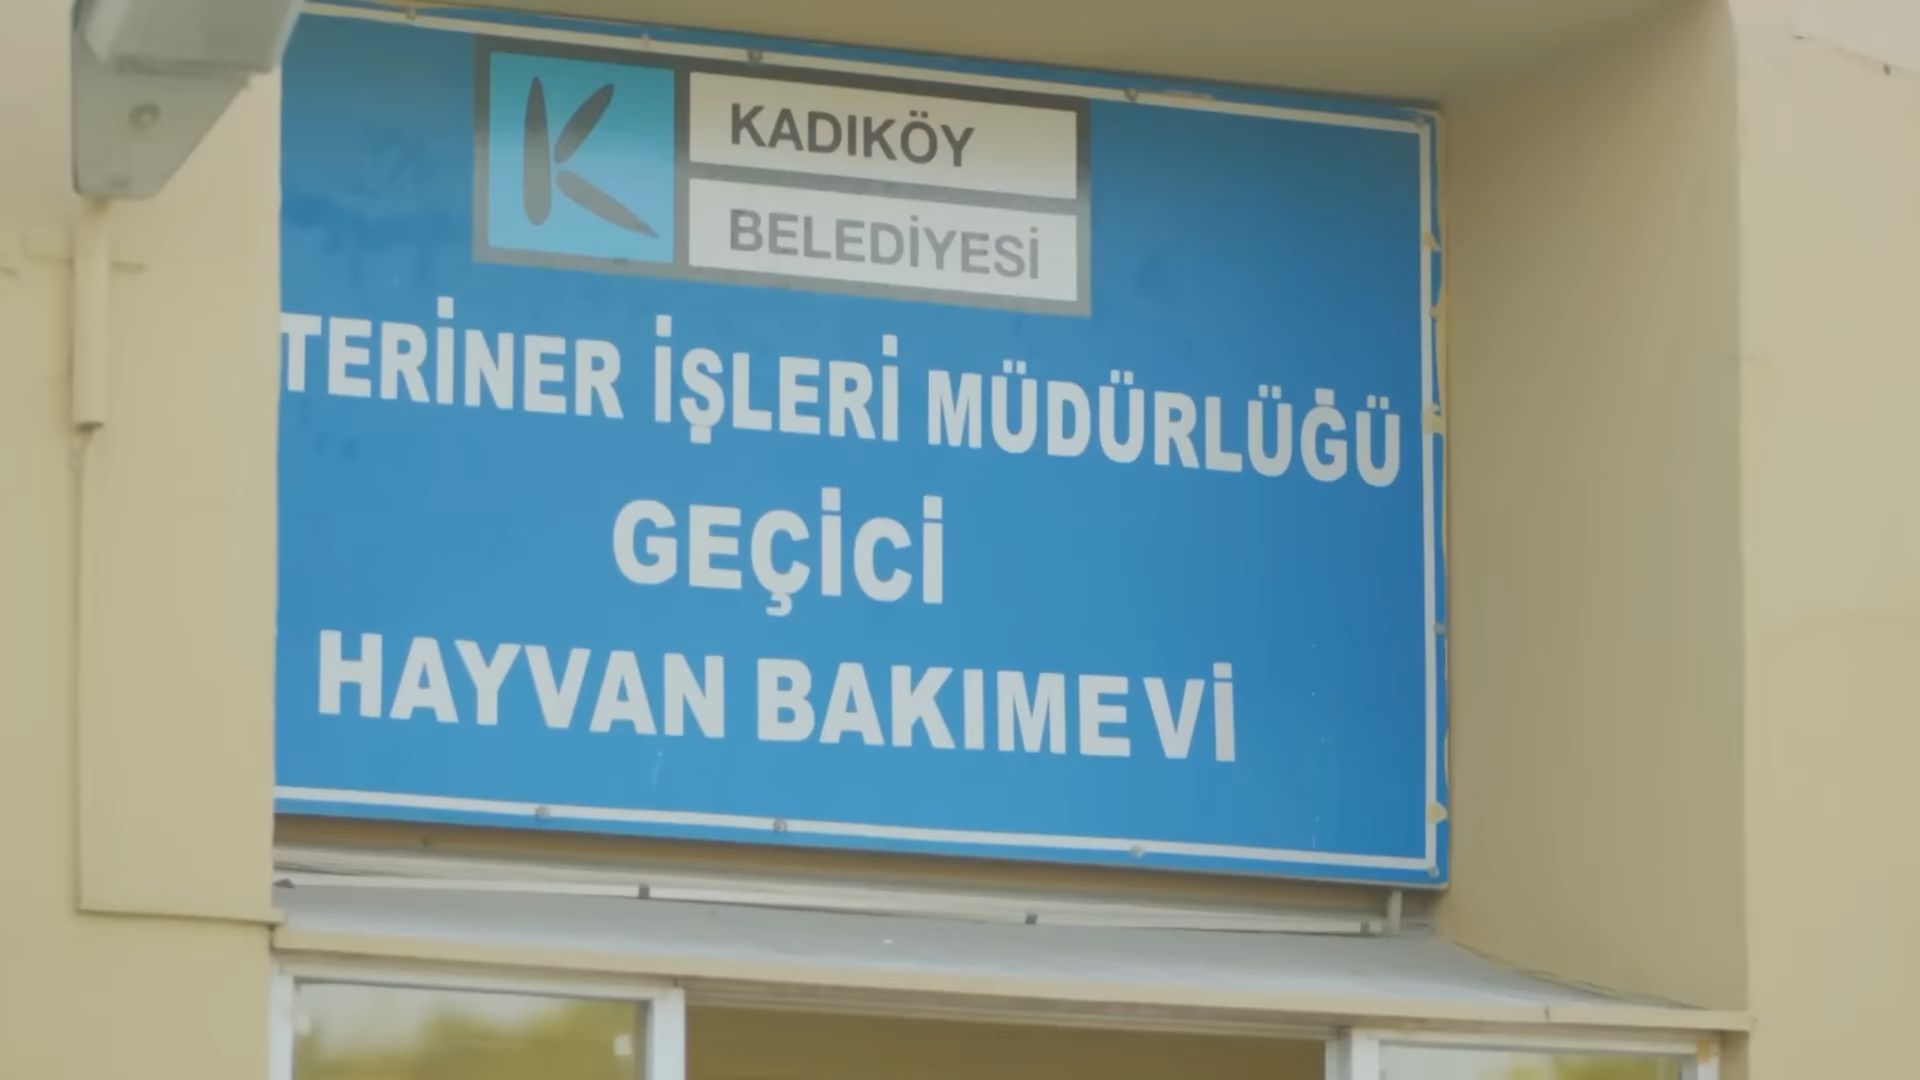 KADIKÖY
BELEDİYESİ
TERİNER İŞLERİ MÜDÜRLÜĞÜ
GEÇİCİ
HAYVAN BAKIMEVİ